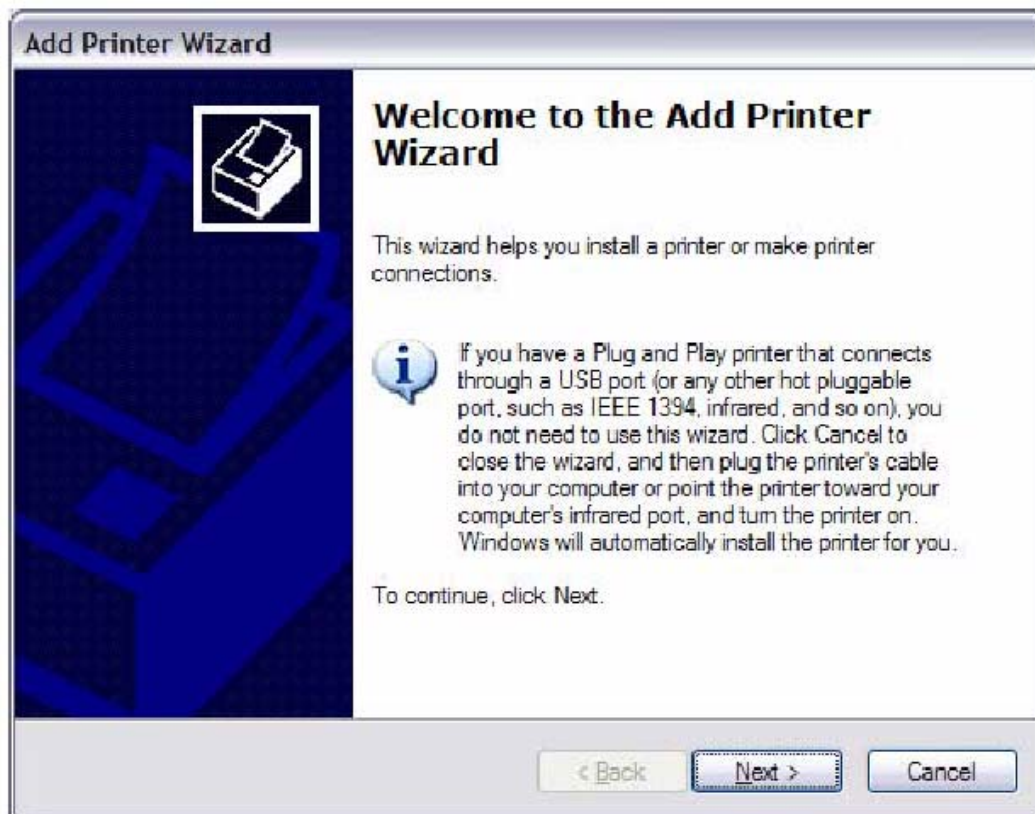 Add Printer Wizard
Welcome to the Add Printer
Wizard
This wizard helps you install a printer or make printer
connections.
If you have a Plug and Play printer that connects
through a USB port (or any other hot pluggable
port, such as IEEE 1394, infrared, and so on), you
do not need to use this wizard. Click Cancel to
close the wizard, and then plug the printer's cable
into your computer or point the printer toward your
computer's infrared port, and turn the printer on.
Windows will automatically install the printer for you.
To continue, click Next.
< Back Next > Cancel